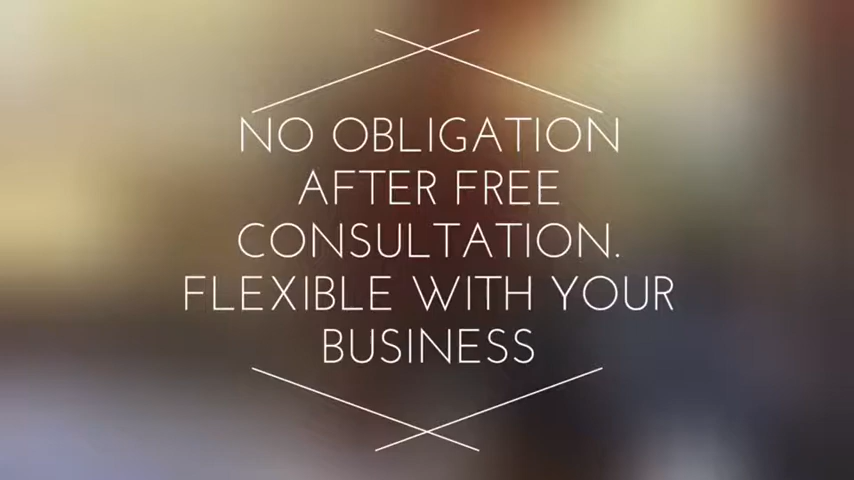 NO OBLIGATION
AFTER FREE
CONSULTATION.
FLEXIBLE WITH YOUR
BUSINESS